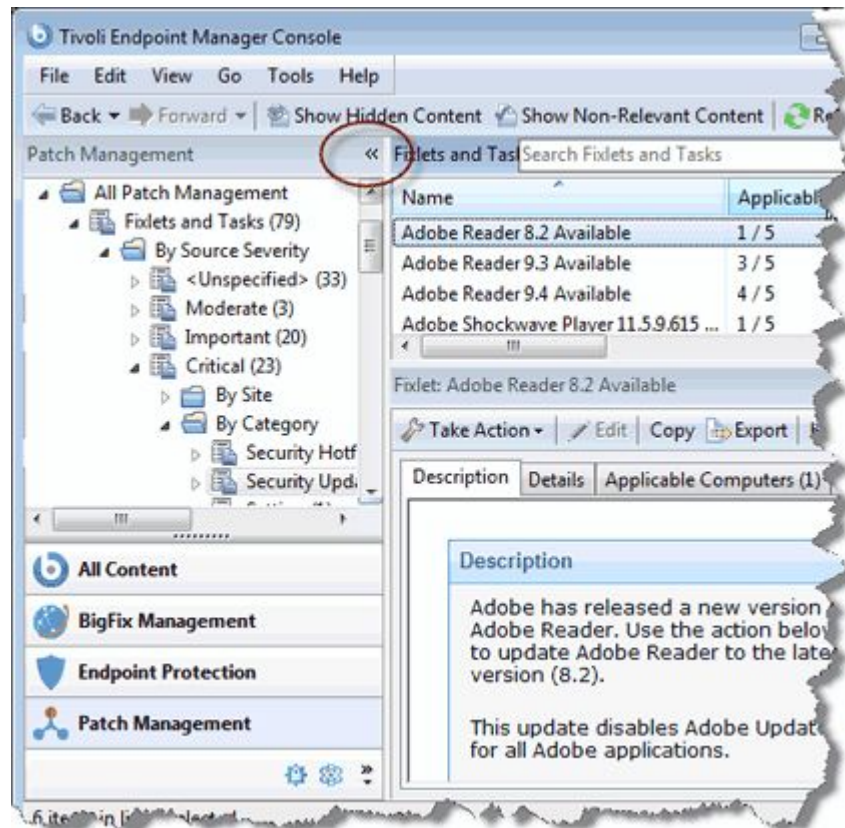 Tivoli Endpoint Manager Console
File Edit View Go Tools Help
Back Forward Show Hidden Content Show Non-Relevant Content
Patch Management «
All Patch Management
Fixlets and Tasks (79)
By Source Severity
<Unspecified> (33)
Moderate (3)
Important (20)
Critical (23)
By Site
By Category
Security Hotf
Security Upd
Fixlets and Tas Search Fixlets and Tasks
Name Applicabl
Adobe Reader 8.2 Available 1 / 5
Adobe Reader 9.3 Available 3 / 5
Adobe Reader 9.4 Available 4 / 5
Adobe Shockwave Player 11.5.9.615 ... 1 / 5
Fixlet: Adobe Reader 8.2 Available
Take Action Edit Copy Export
Description Details Applicable Computers (1)
Description
Adobe has released a new version
Adobe Reader. Use the action below
to update Adobe Reader to the late
version (8.2).
This update disables Adobe Updat
for all Adobe applications.
All Content
BigFix Management
Endpoint Protection
Patch Management